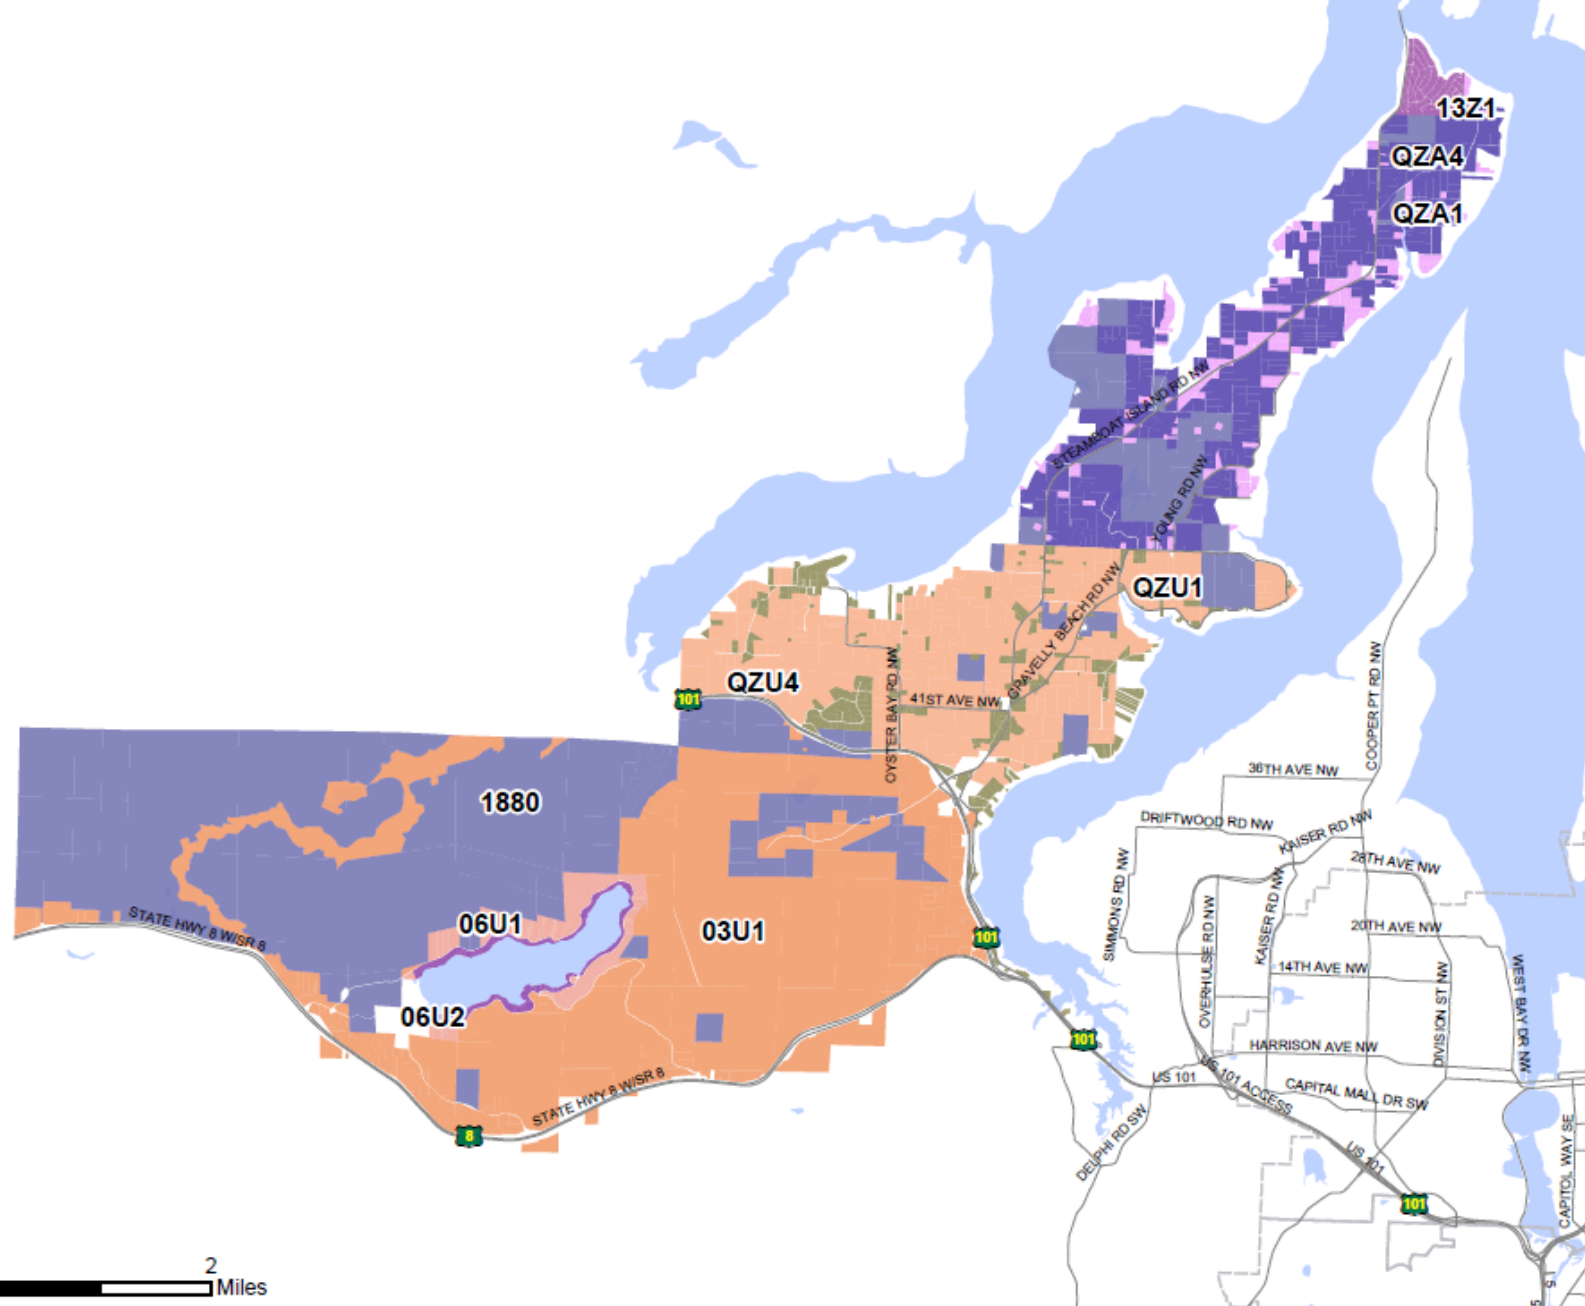 13Z1
QZA4
QZA1
STEAMBOAT ISLAND RD NW
YOUNG RD NW
QZU1
GRAVELLY BEACH RD NW
QZU4
101
OYSTER BAY RD NW
41ST AVE NW
COOPER PT RD NW
36TH AVE NW
1880
DRIFTWOOD RD NW
KAISER RD NW
28TH AVE NW
SIMMONS RD NW
OVERHULSE RD NW
KAISER RD NW
06U1
03U1
STATE HWY 8 W/SR 8
101
20TH AVE NW
14TH AVE NW
DIVISION ST NW
WEST BAY DR NW
06U2
101
HARRISON AVE NW
US 101
US 101 ACCESS
CAPITAL MALL DR SW
STATE HWY 8 W/SR 8
8
DELPHI RD SW
US 101
CAPITOL WAY SE
101
2
Miles
I5